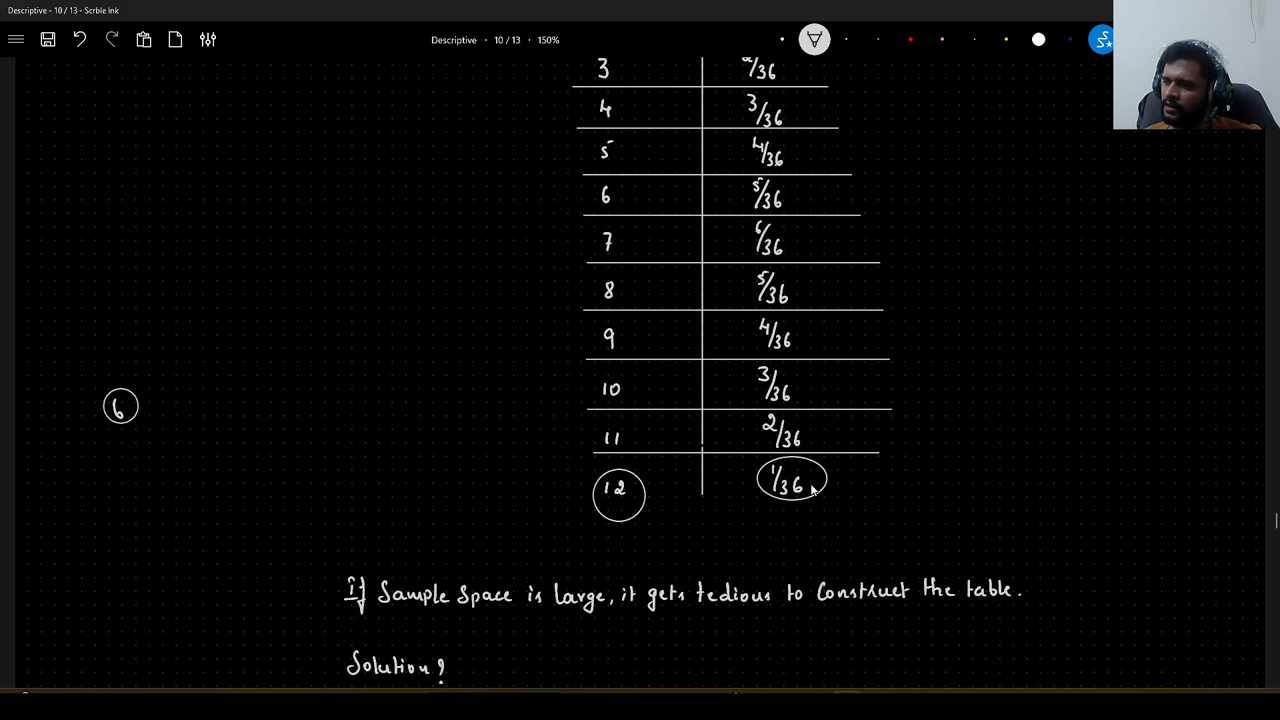 Descriptive - 10 / 13 - Scrble Ink
Descriptive · 10 / 13 · 150%
3 2/36
4 3/36
5 4/36
6 5/36
7 6/36
8 5/36
9 4/36
10 3/36
6
11 2/36
12 1/36
If Sample Space is large, it gets tedious to Construct the table.
Solution?